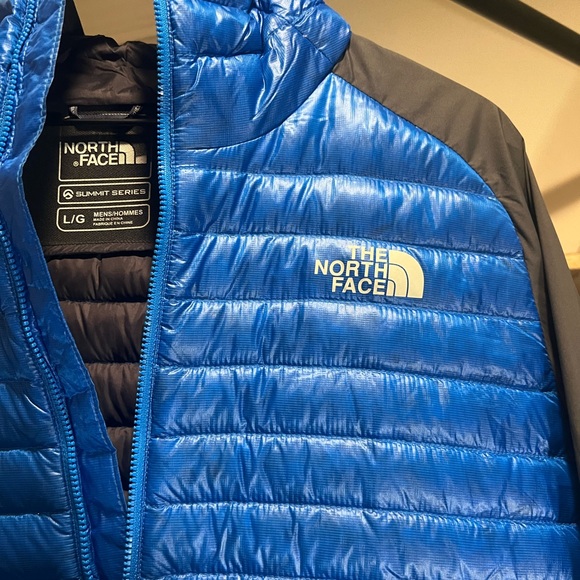 NORTH
FACE
SUMMIT SERIES
L/G
MENS/HOMMES
MADE IN CHINA
FABRIQUÉ EN CHINE
THE
NORTH
FACE